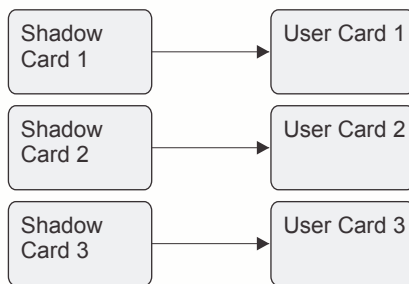 Shadow
Card 1
User Card 1
Shadow
Card 2
User Card 2
Shadow
Card 3
User Card 3